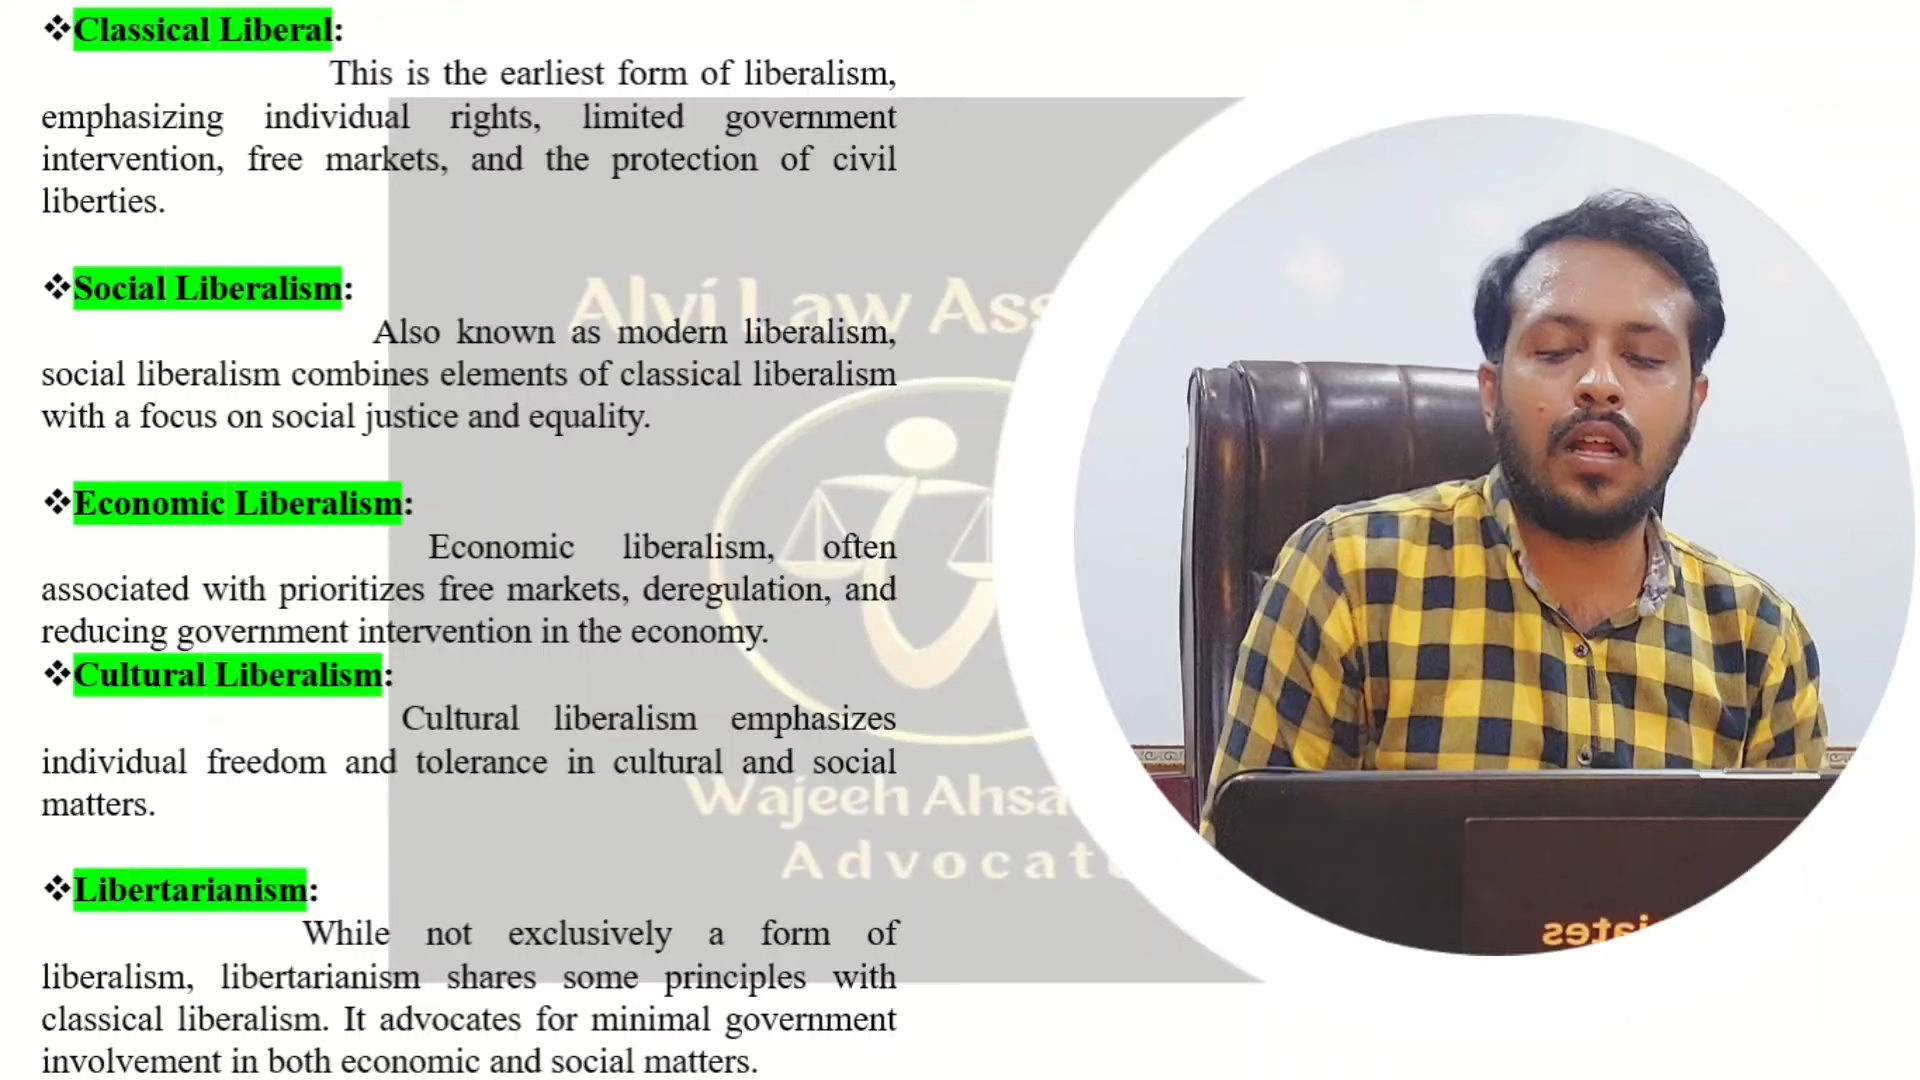 ❖Classical Liberal:
This is the earliest form of liberalism,
emphasizing individual rights, limited government
intervention, free markets, and the protection of civil
liberties.
❖Social Liberalism:
Also known as modern liberalism,
social liberalism combines elements of classical liberalism
with a focus on social justice and equality.
❖Economic Liberalism:
Economic liberalism, often
associated with prioritizes free markets, deregulation, and
reducing government intervention in the economy.
❖Cultural Liberalism:
Cultural liberalism emphasizes
individual freedom and tolerance in cultural and social
matters.
❖Libertarianism:
While not exclusively a form of
liberalism, libertarianism shares some principles with
classical liberalism. It advocates for minimal government
involvement in both economic and social matters.
Alvi Law Ass
Wajeeh Ahsa
Advocat
iates